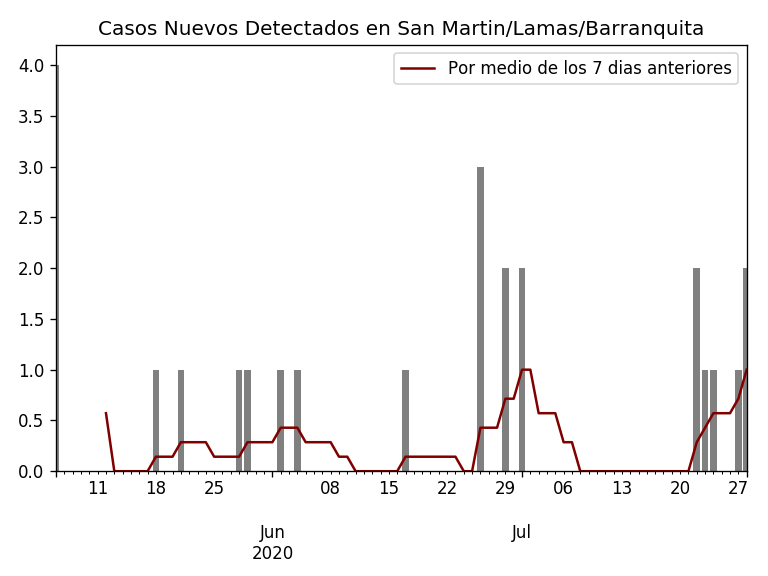 Casos Nuevos Detectados en San Martin/Lamas/Barranquita
Por medio de los 7 dias anteriores
4.0
3.5
3.0
2.5
2.0
1.5
1.0
0.5
0.0
11 18 25 08 15 22 29 06 13 20 27
Jun Jul
2020